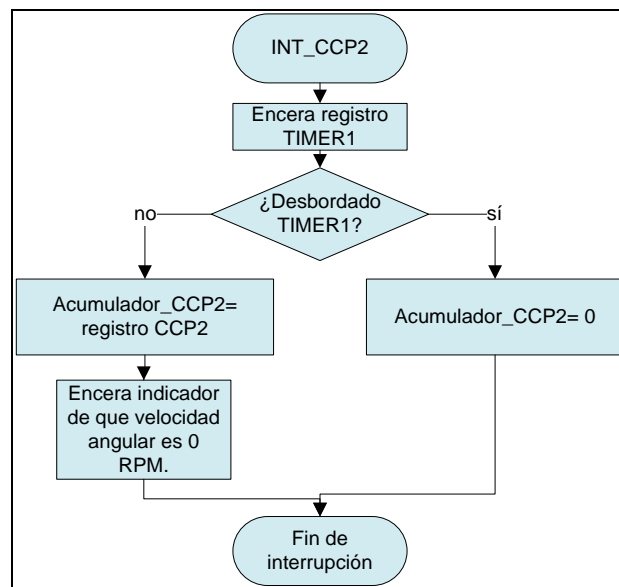 INT_CCP2
Encera registro
TIMER1
¿Desbordado
TIMER1?
no
sí
Acumulador_CCP2=
registro CCP2
Acumulador_CCP2= 0
Encera indicador
de que velocidad
angular es 0
RPM.
Fin de
interrupción